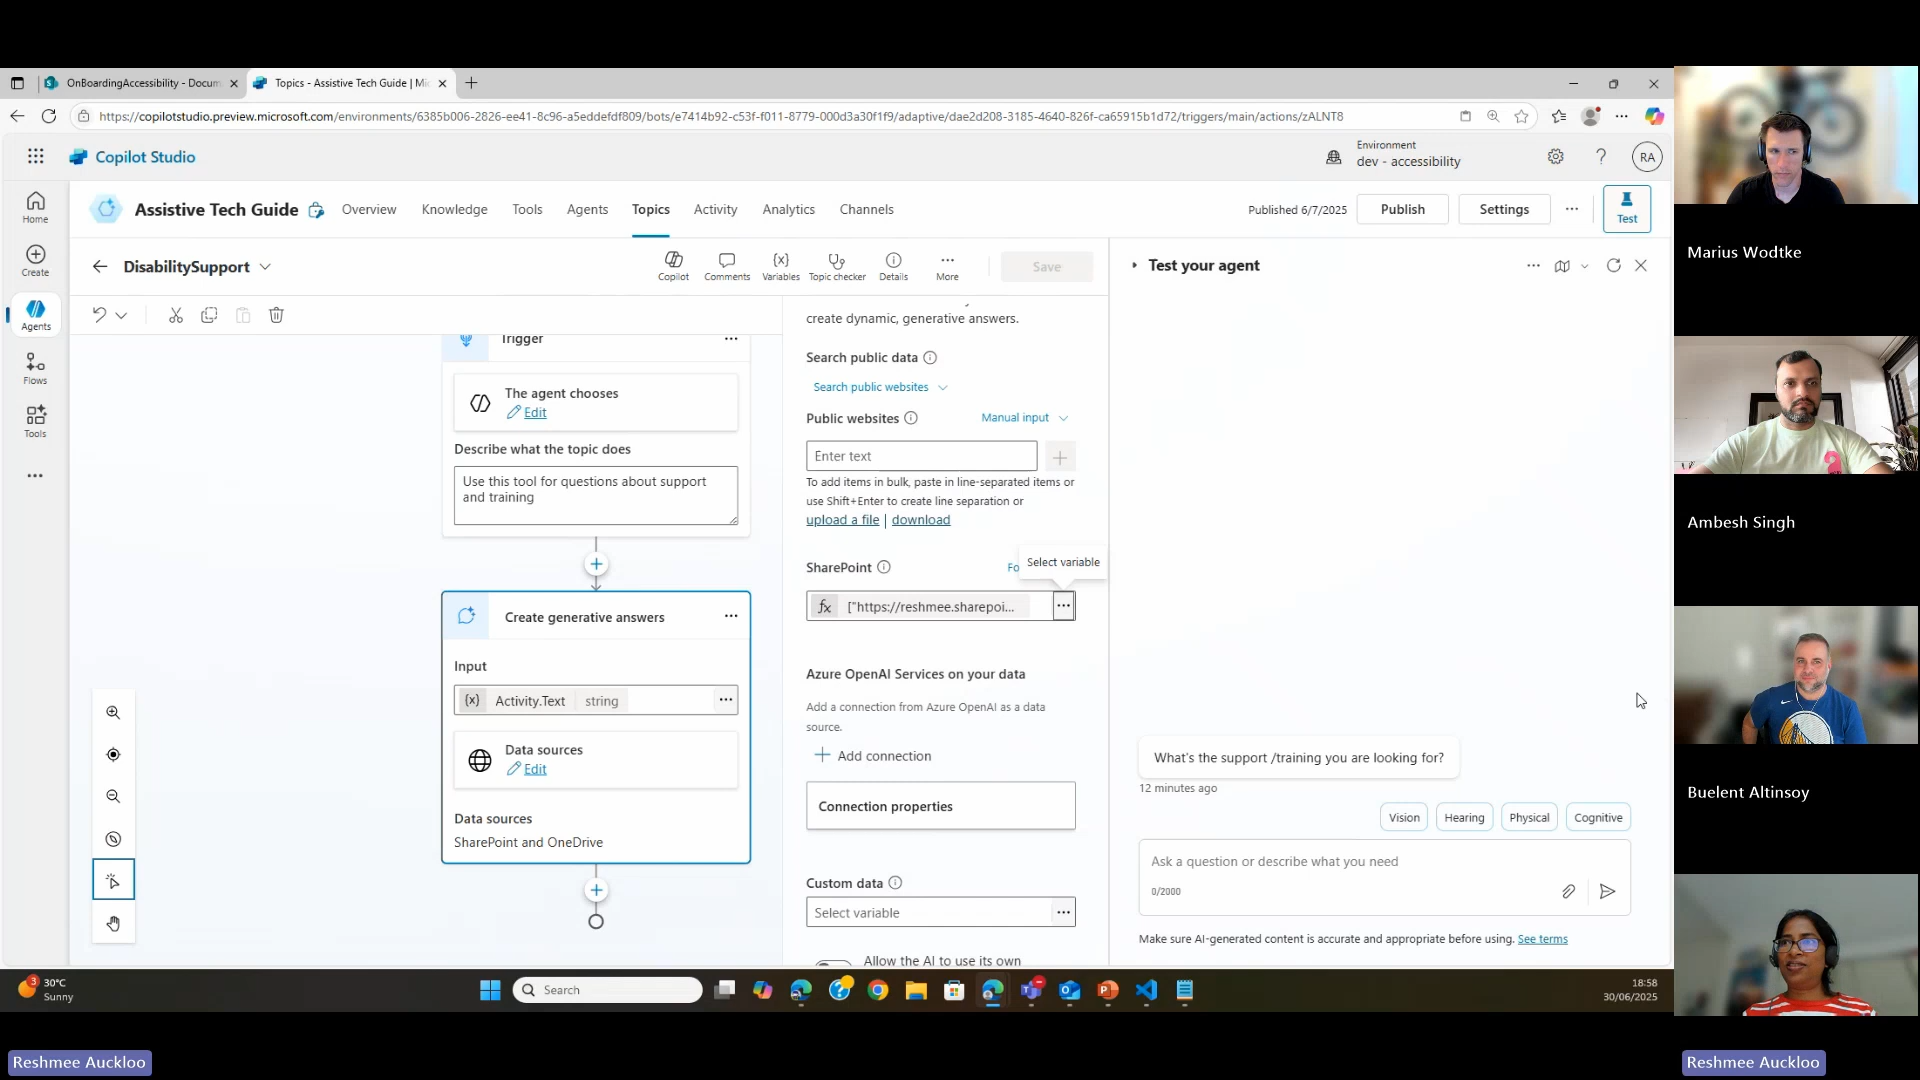 OnBoardingAccessibility - Docum
Topics - Assistive Tech Guide | Mic
https://copilotstudio.preview.microsoft.com/environments/6385b006-2826-ee41-8c96-a5eddefdf809/bots/e7414b92-c53f-f011-8779-000d3a30f1f9/adaptive/dae2d208-3185-4640-826f-ca65915b1d72/triggers/main/actions/zALNT8
Copilot Studio
Environment
dev - accessibility
RA
Home
Create
Agents
Flows
Tools
Assistive Tech Guide
Overview
Knowledge
Tools
Agents
Topics
Activity
Analytics
Channels
Published 6/7/2025
Publish
Settings
Test
DisabilitySupport
Copilot
Comments
Variables
Topic checker
Details
More
Save
Trigger
The agent chooses
Edit
Describe what the topic does
Use this tool for questions about support
and training
Create generative answers
Input
{x} Activity.Text string
Data sources
Edit
Data sources
SharePoint and OneDrive
create dynamic, generative answers.
Search public data
Search public websites
Public websites
Manual input
Enter text
To add items in bulk, paste in line-separated items or
use Shift+Enter to create line separation or
upload a file | download
Select variable
SharePoint
Fo
fx ["https://reshmee.sharepoi...
Azure OpenAI Services on your data
Add a connection from Azure OpenAI as a data
source.
Add connection
Connection properties
Custom data
Select variable
Allow the AI to use its own
Test your agent
What's the support /training you are looking for?
12 minutes ago
Vision
Hearing
Physical
Cognitive
Ask a question or describe what you need
0/2000
Make sure AI-generated content is accurate and appropriate before using. See terms
3
30°C
Sunny
Search
18:58
30/06/2025
Marius Wodtke
Ambesh Singh
Buelent Altinsoy
Reshmee Auckloo
Reshmee Auckloo